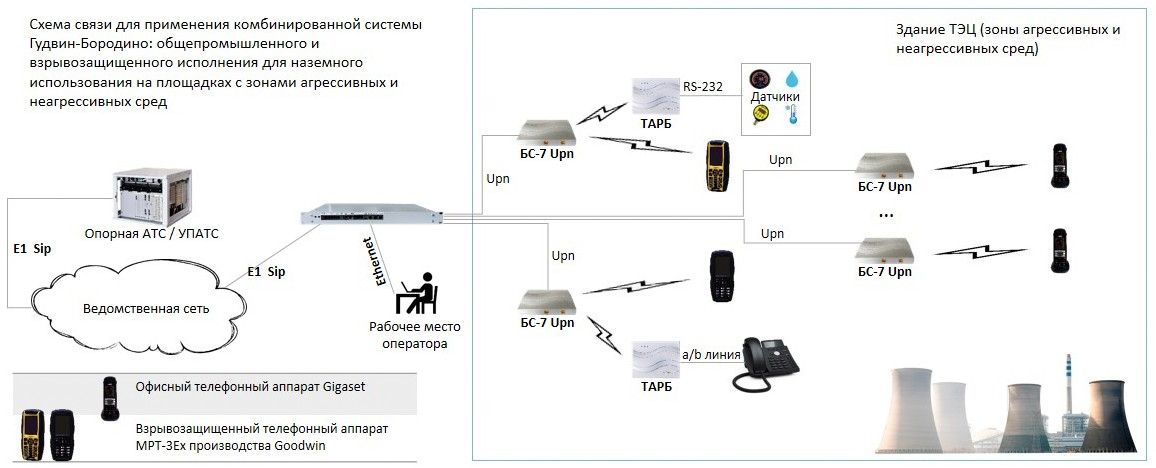 Схема связи для применения комбинированной системы
Гудвин-Бородино: общепромышленного и
взрывозащищенного исполнения для наземного
использования на площадках с зонами агрессивных и
неагрессивных сред
Здание ТЭЦ (зоны агрессивных и
неагрессивных сред)
RS-232
Датчики
ТАРБ
БС-7 Upn
Upn
Upn
БС-7 Upn
...
Опорная АТС / УПАТС
E1 Sip
E1 Sip
Ethernet
Upn
Upn
БС-7 Upn
Ведомственная сеть
Рабочее место
оператора
БС-7 Upn
a/b линия
ТАРБ
Офисный телефонный аппарат Gigaset
Взрывозащищенный телефонный аппарат
МРТ-3Ех производства Goodwin